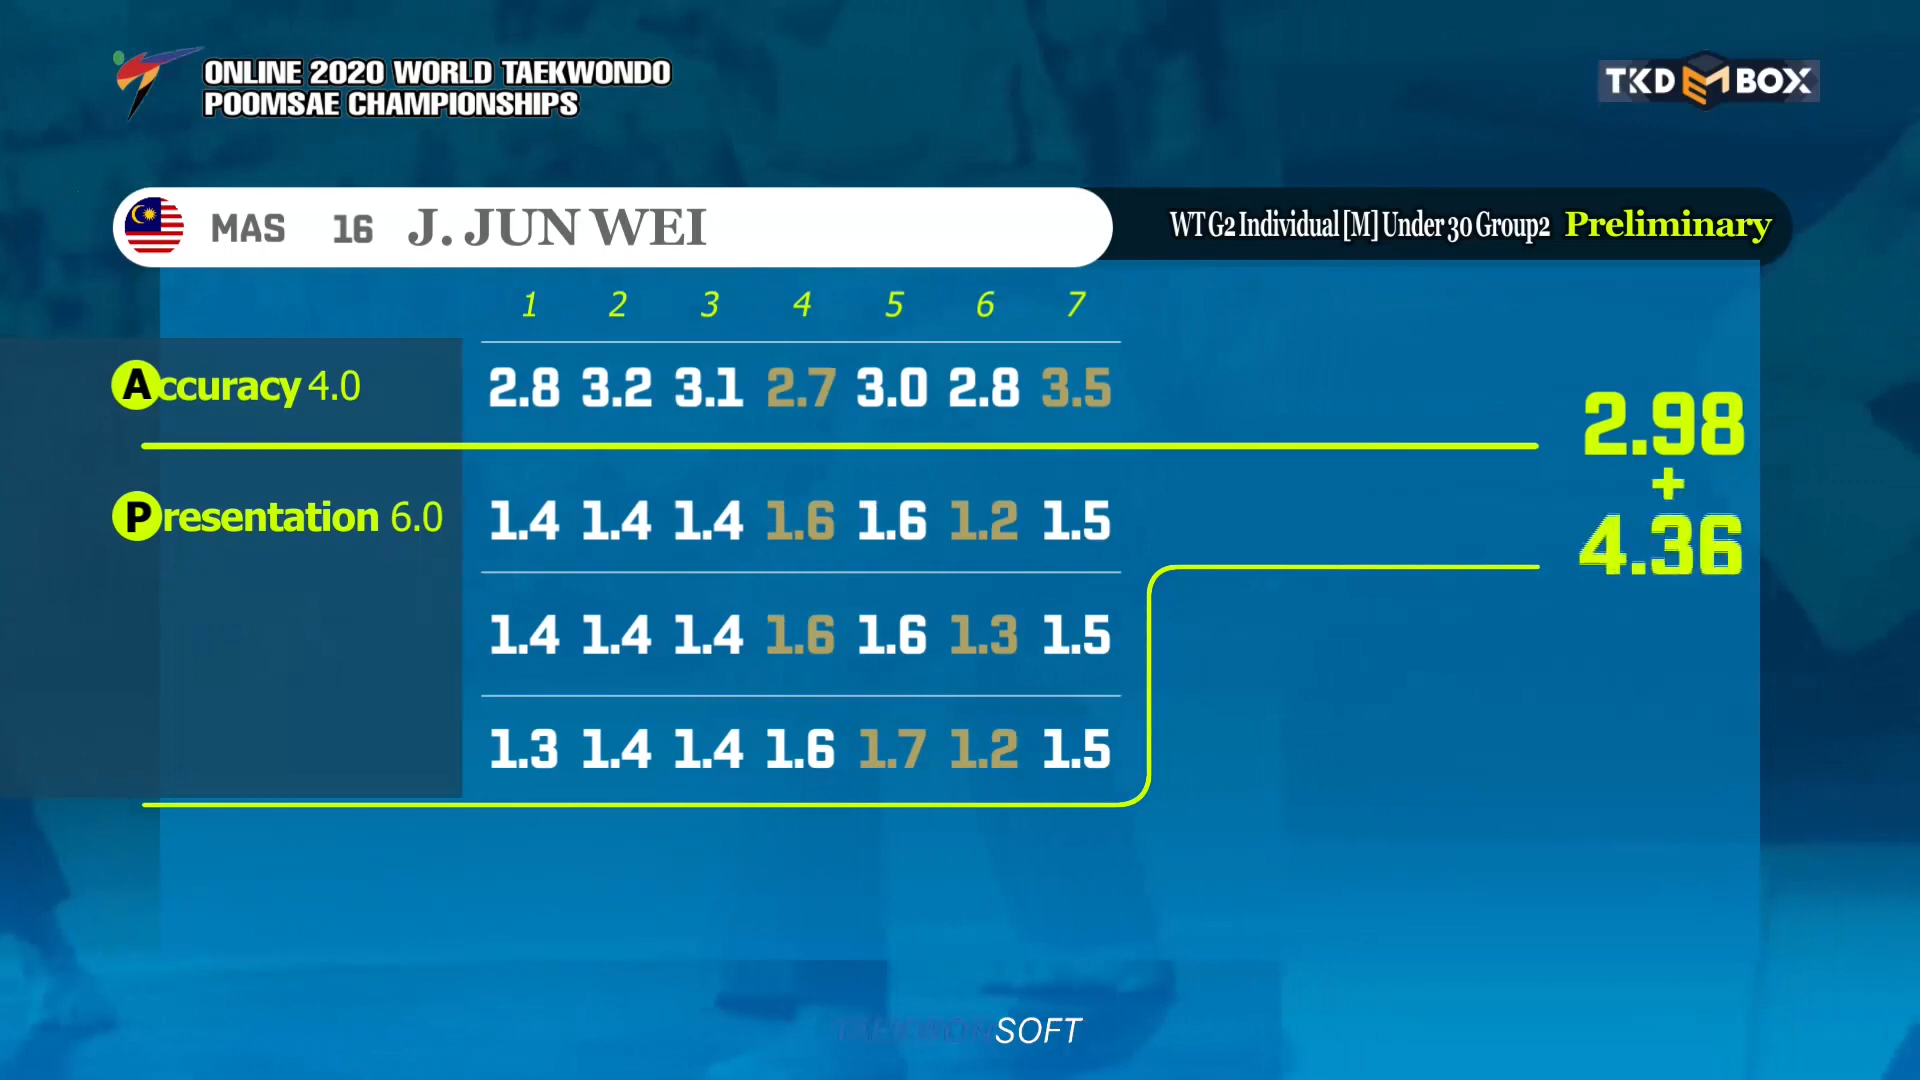 ONLINE 2020 WORLD TAEKWONDO
POOMSAE CHAMPIONSHIPS
TKD BOX
MAS 16 J. JUN WEI
WT G2 Individual [M] Under 30 Group2 Preliminary
1 2 3 4 5 6 7
Accuracy 4.0 2.8 3.2 3.1 2.7 3.0 2.8 3.5
2.98
+
4.36
Presentation 6.0 1.4 1.4 1.4 1.6 1.6 1.2 1.5
1.4 1.4 1.4 1.6 1.6 1.3 1.5
1.3 1.4 1.4 1.6 1.7 1.2 1.5
TAEKWONSOFT